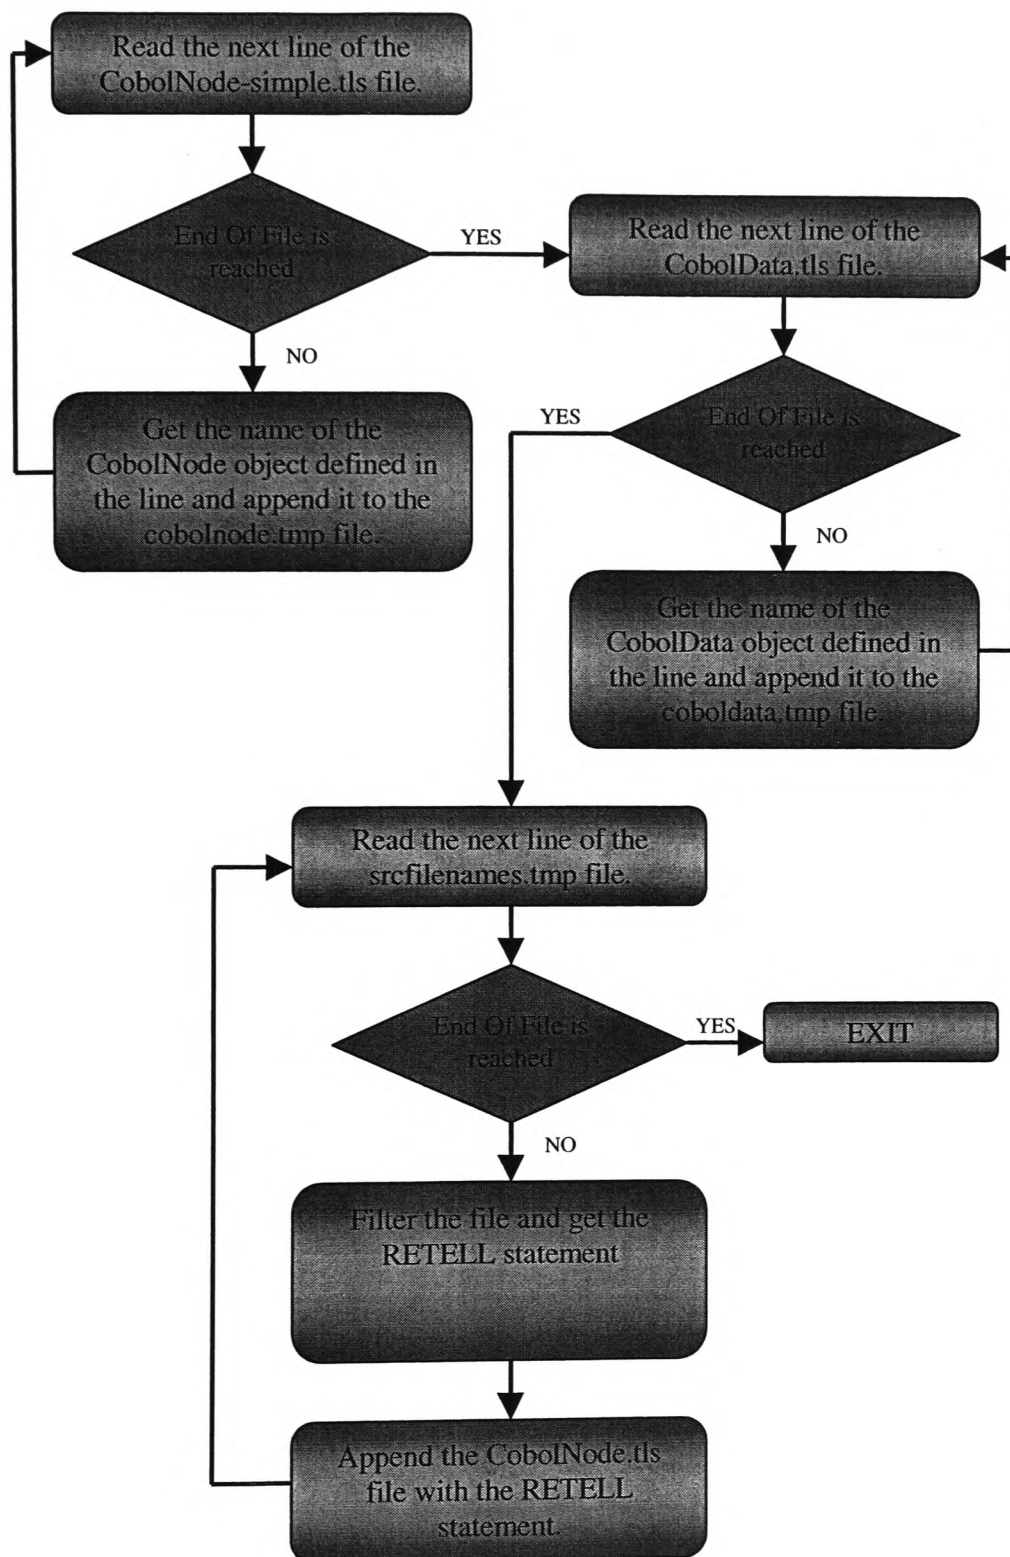 Read the next line of the
CobolNode-simple.tls file.
End Of File is
reached
YES
NO
Get the name of the
CobolNode object defined in
the line and append it to the
cobolnode.tmp file.
Read the next line of the
CobolData.tls file.
End Of File is
reached
YES
NO
Get the name of the
CobolData object defined in
the line and append it to the
coboldata.tmp file.
Read the next line of the
srcfilenames.tmp file.
End Of File is
reached
YES
EXIT
NO
Filter the file and get the
RETELL statement
Append the CobolNode.tls
file with the RETELL
statement.